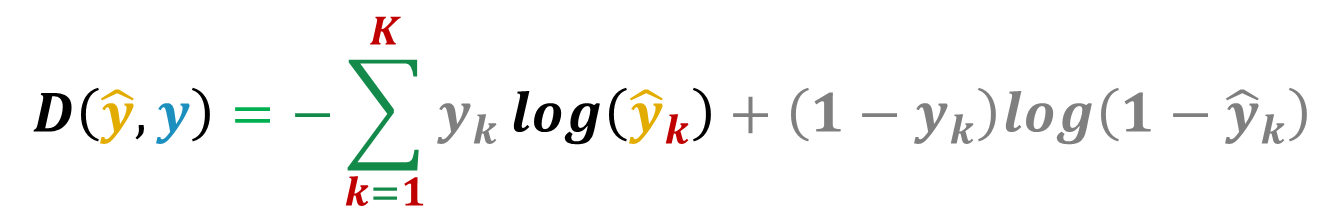 D(ŷ, y) = − ∑_{k=1}^{K} y_k log(ŷ_k) + (1 − y_k)log(1 − ŷ_k)